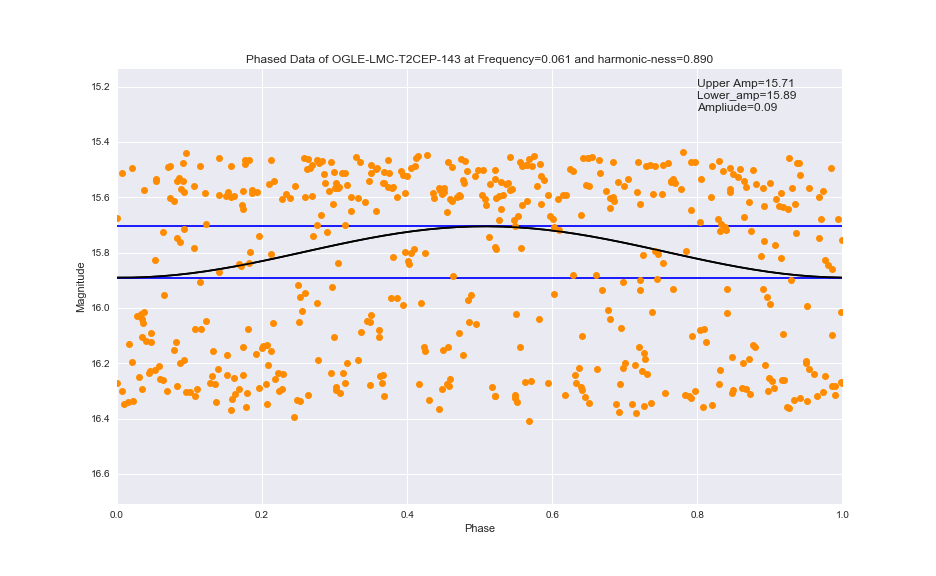 Phased Data of OGLE-LMC-T2CEP-143 at Frequency=0.061 and harmonic-ness=0.890
Upper Amp=15.71
Lower_amp=15.89
Ampliude=0.09
15.2
15.4
15.6
15.8
16.0
16.2
16.4
16.6
Magnitude
0.0 0.2 0.4 0.6 0.8 1.0
Phase